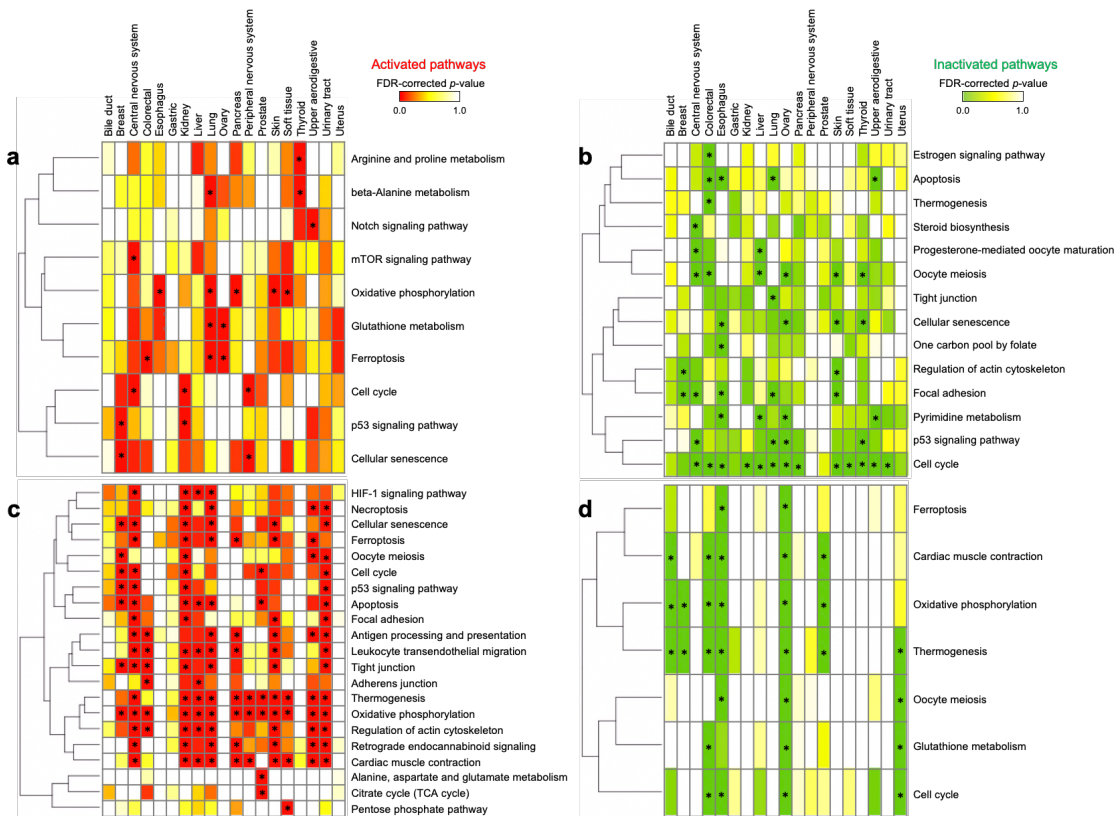 Bile duct
Breast
Central nervous system
Colorectal
Esophagus
Gastric
Kidney
Liver
Lung
Ovary
Pancreas
Peripheral nervous system
Prostate
Skin
Soft tissue
Thyroid
Upper aerodigestive
Urinary tract
Uterus
Activated pathways
FDR-corrected p-value
0.0 1.0
a
Arginine and proline metabolism
beta-Alanine metabolism
Notch signaling pathway
mTOR signaling pathway
Oxidative phosphorylation
Glutathione metabolism
Ferroptosis
Cell cycle
p53 signaling pathway
Cellular senescence
Bile duct
Breast
Central nervous system
Colorectal
Esophagus
Gastric
Kidney
Liver
Lung
Ovary
Pancreas
Peripheral nervous system
Prostate
Skin
Soft tissue
Thyroid
Upper aerodigestive
Urinary tract
Uterus
Inactivated pathways
FDR-corrected p-value
0.0 1.0
b
Estrogen signaling pathway
Apoptosis
Thermogenesis
Steroid biosynthesis
Progesterone-mediated oocyte maturation
Oocyte meiosis
Tight junction
Cellular senescence
One carbon pool by folate
Regulation of actin cytoskeleton
Focal adhesion
Pyrimidine metabolism
p53 signaling pathway
Cell cycle
c
HIF-1 signaling pathway
Necroptosis
Cellular senescence
Ferroptosis
Oocyte meiosis
Cell cycle
p53 signaling pathway
Apoptosis
Focal adhesion
Antigen processing and presentation
Leukocyte transendothelial migration
Tight junction
Adherens junction
Thermogenesis
Oxidative phosphorylation
Regulation of actin cytoskeleton
Retrograde endocannabinoid signaling
Cardiac muscle contraction
Alanine, aspartate and glutamate metabolism
Citrate cycle (TCA cycle)
Pentose phosphate pathway
d
Ferroptosis
Cardiac muscle contraction
Oxidative phosphorylation
Thermogenesis
Oocyte meiosis
Glutathione metabolism
Cell cycle